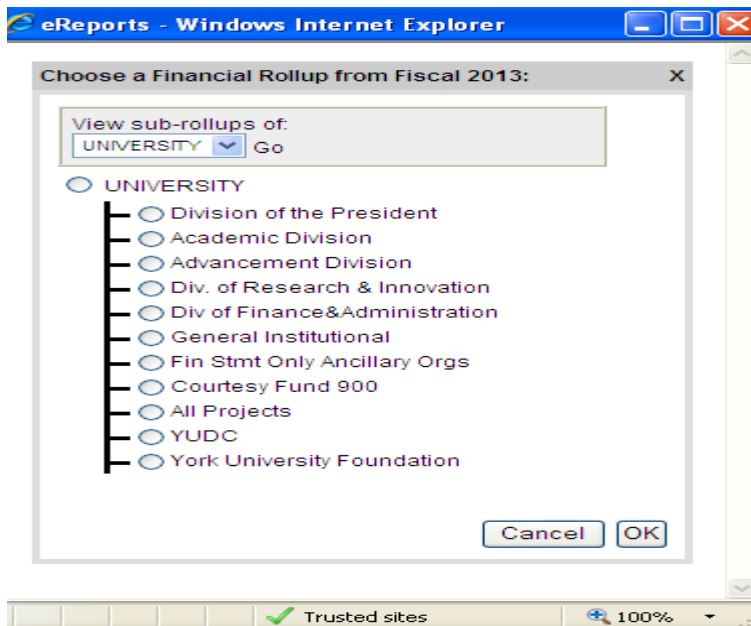 eReports - Windows Internet Explorer
Choose a Financial Rollup from Fiscal 2013: X
View sub-rollups of:
UNIVERSITY Go
UNIVERSITY
Division of the President
Academic Division
Advancement Division
Div. of Research & Innovation
Div of Finance&Administration
General Institutional
Fin Stmt Only Ancillary Orgs
Courtesy Fund 900
All Projects
YUDC
York University Foundation
Cancel OK
Trusted sites 100%